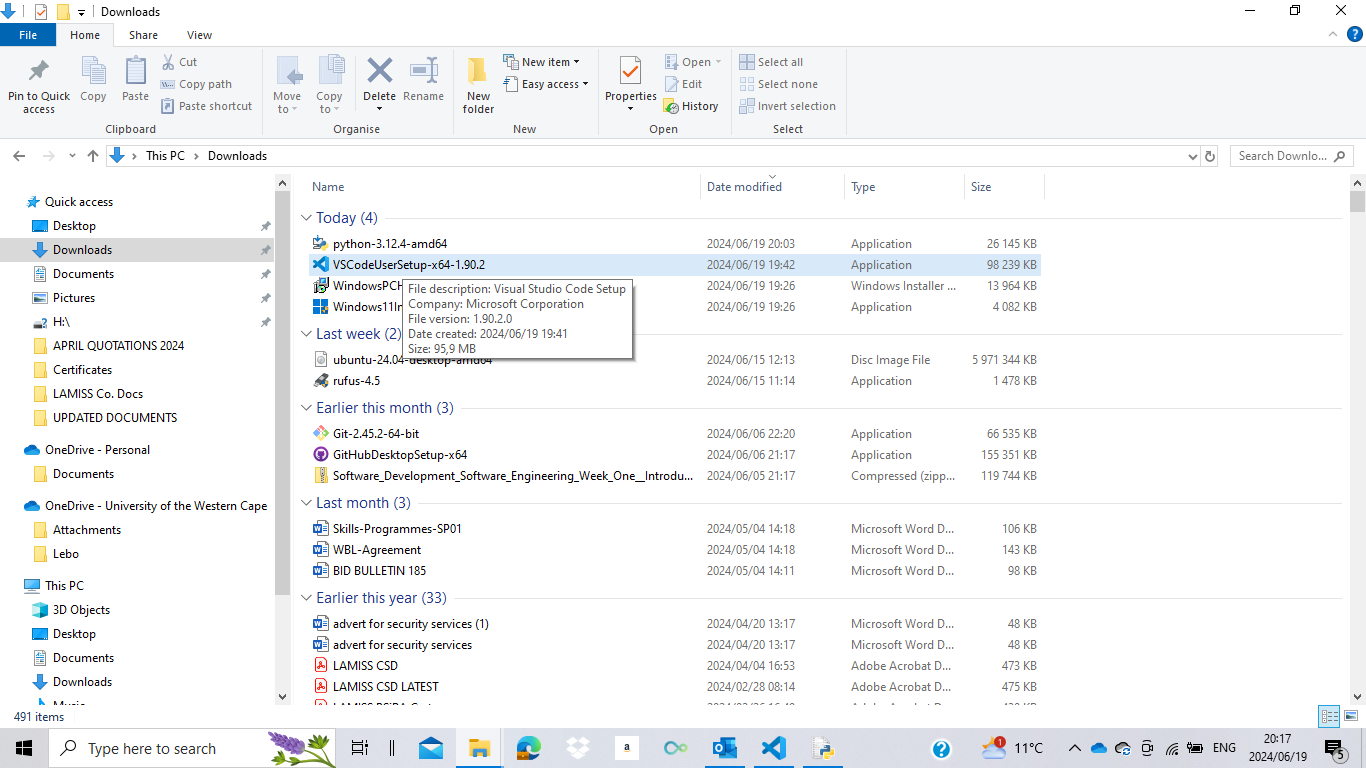 Downloads
File Home Share View
Pin to Quick access
Copy
Paste
Cut
Copy path
Paste shortcut
Clipboard
Move to
Copy to
Delete
Rename
Organise
New folder
New item
Easy access
New
Properties
Open
Edit
History
Open
Select all
Select none
Invert selection
Select
This PC > Downloads
Search Downlo...
Quick access
Desktop
Downloads
Documents
Pictures
H:\
APRIL QUOTATIONS 2024
Certificates
LAMISS Co. Docs
UPDATED DOCUMENTS
OneDrive - Personal
Documents
OneDrive - University of the Western Cape
Attachments
Lebo
This PC
3D Objects
Desktop
Documents
Downloads
Music
Name Date modified Type Size
Today (4)
python-3.12.4-amd64 2024/06/19 20:03 Application 26 145 KB
VSCodeUserSetup-x64-1.90.2 2024/06/19 19:42 Application 98 239 KB
WindowsPCH 2024/06/19 19:26 Windows Installer ... 13 964 KB
Windows11In 2024/06/19 19:26 Application 4 082 KB
File description: Visual Studio Code Setup
Company: Microsoft Corporation
File version: 1.90.2.0
Date created: 2024/06/19 19:41
Size: 95,9 MB
Last week (2)
ubuntu-24.04-desktop-amd64 2024/06/15 12:13 Disc Image File 5 971 344 KB
rufus-4.5 2024/06/15 11:14 Application 1 478 KB
Earlier this month (3)
Git-2.45.2-64-bit 2024/06/06 22:20 Application 66 535 KB
GitHubDesktopSetup-x64 2024/06/06 21:17 Application 155 351 KB
Software_Development_Software_Engineering_Week_One__Introdu... 2024/06/05 21:17 Compressed (zipp... 119 744 KB
Last month (3)
Skills-Programmes-SP01 2024/05/04 14:18 Microsoft Word D... 106 KB
WBL-Agreement 2024/05/04 14:18 Microsoft Word D... 143 KB
BID BULLETIN 185 2024/05/04 14:11 Microsoft Word D... 98 KB
Earlier this year (33)
advert for security services (1) 2024/04/20 13:17 Microsoft Word D... 48 KB
advert for security services 2024/04/20 13:17 Microsoft Word D... 48 KB
LAMISS CSD 2024/04/04 16:53 Adobe Acrobat D... 473 KB
LAMISS CSD LATEST 2024/02/28 08:14 Adobe Acrobat D... 475 KB
491 items
Type here to search
a
1
11°C
ENG
20:17
2024/06/19
5